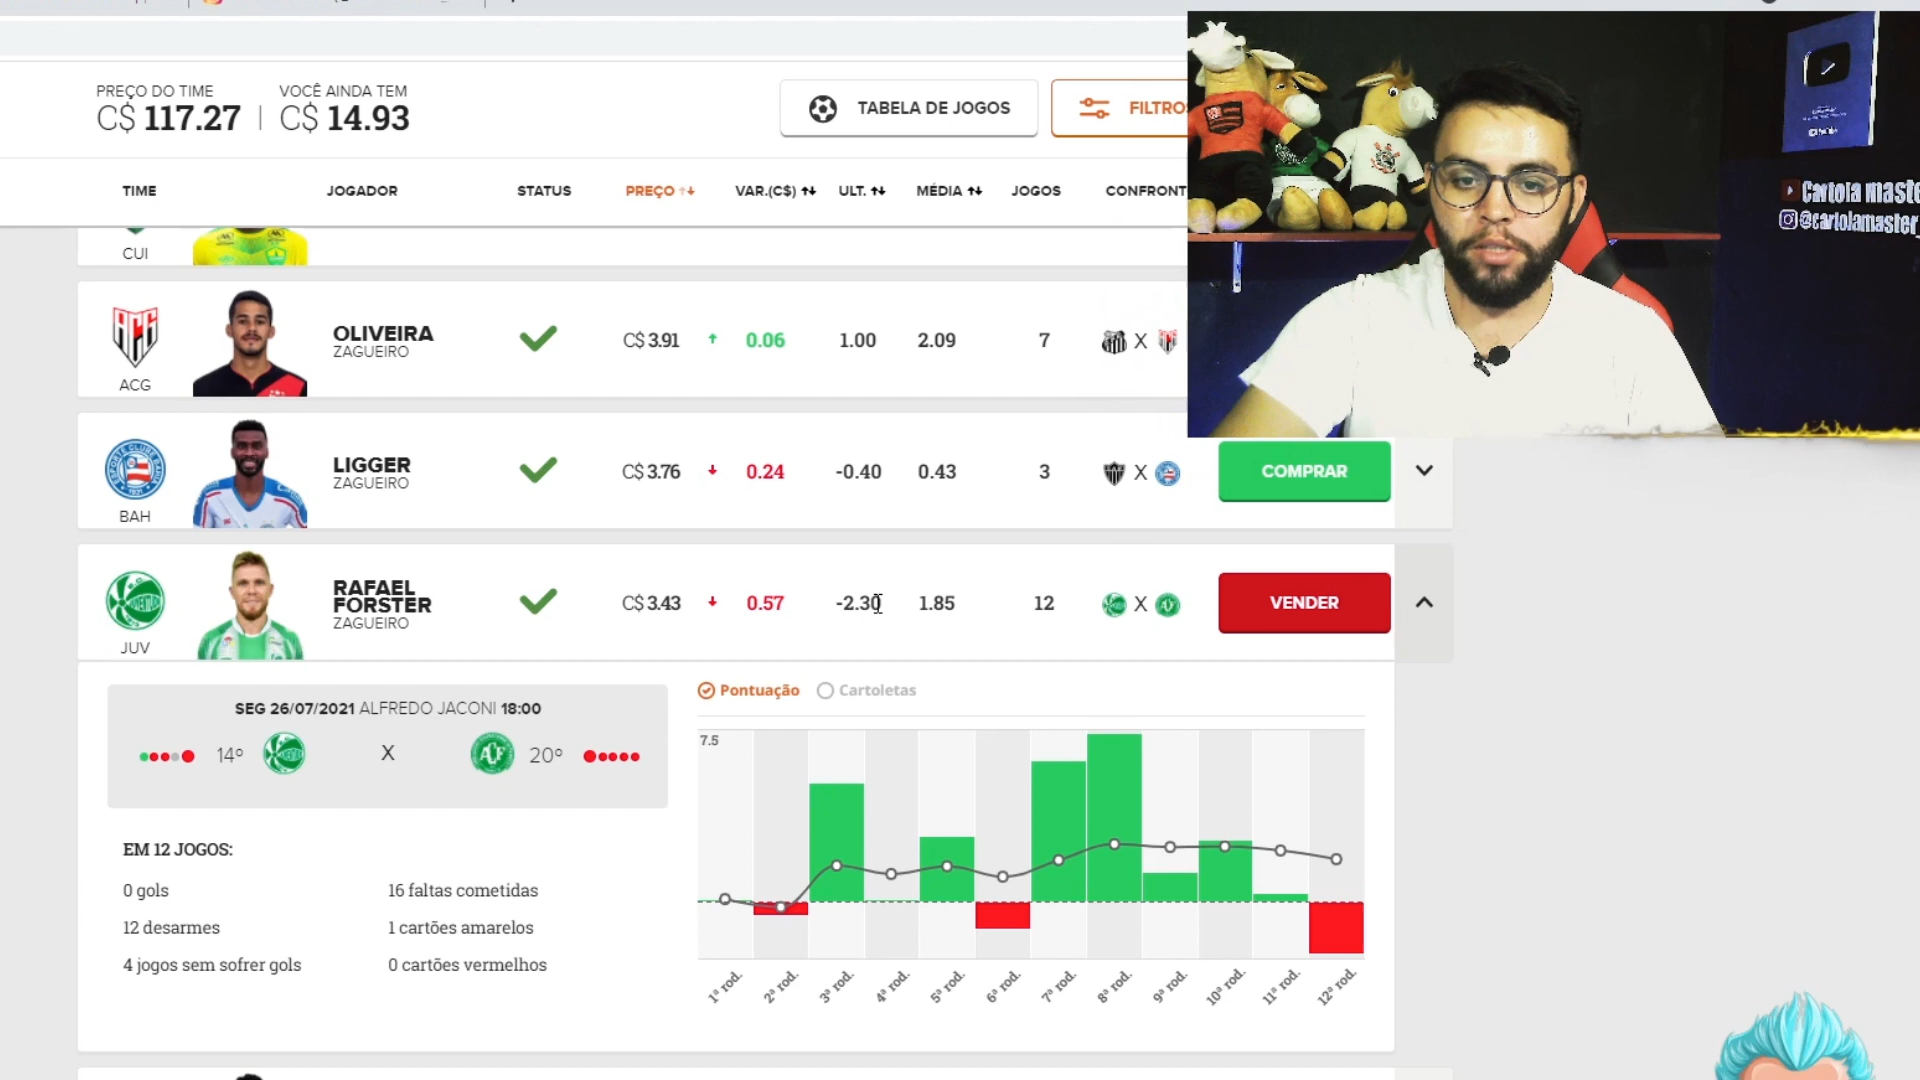 PREÇO DO TIME
C$ 117.27
VOCÊ AINDA TEM
C$ 14.93
TABELA DE JOGOS
FILTROS
TIME JOGADOR STATUS PREÇO VAR.(C$) ULT. MÉDIA JOGOS CONFRONT
CUI
ACG
OLIVEIRA
ZAGUEIRO
C$ 3.91 0.06 1.00 2.09 7 X
BAH
LIGGER
ZAGUEIRO
C$ 3.76 0.24 -0.40 0.43 3 X
COMPRAR
JUV
RAFAEL
FORSTER
ZAGUEIRO
C$ 3.43 0.57 -2.30 1.85 12 X
VENDER
SEG 26/07/2021 ALFREDO JACONI 18:00
14º X 20º
EM 12 JOGOS:
0 gols
12 desarmes
4 jogos sem sofrer gols
16 faltas cometidas
1 cartões amarelos
0 cartões vermelhos
Pontuação Cartoletas
7.5
1ª rod. 2ª rod. 3ª rod. 4ª rod. 5ª rod. 6ª rod. 7ª rod. 8ª rod. 9ª rod. 10ª rod. 11ª rod. 12ª rod.
Cartola maste
@cartolamaster_